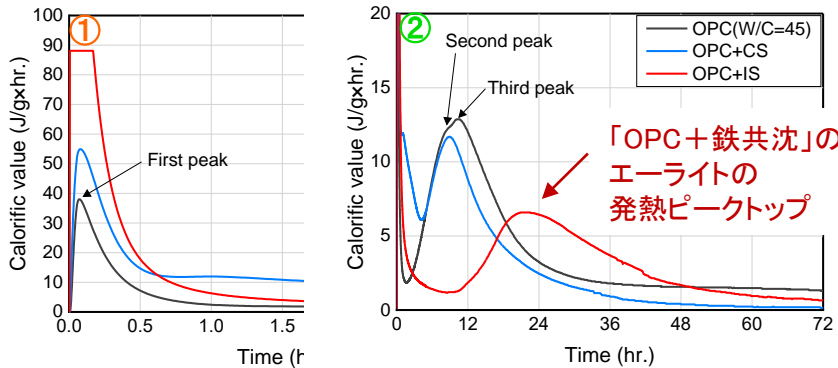 ①
Calorific value (J/g×hr.)
100
90
80
70
60
50
40
30
20
10
0
First peak
0.0
0.5
1.0
1.5
Time (h
②
Calorific value (J/g×hr.)
20
15
10
5
0
Second peak
Third peak
OPC(W/C=45)
OPC+CS
OPC+IS
「OPC＋鉄共沈」の
エーライトの
発熱ピークトップ
0
12
24
36
48
60
72
Time (hr.)